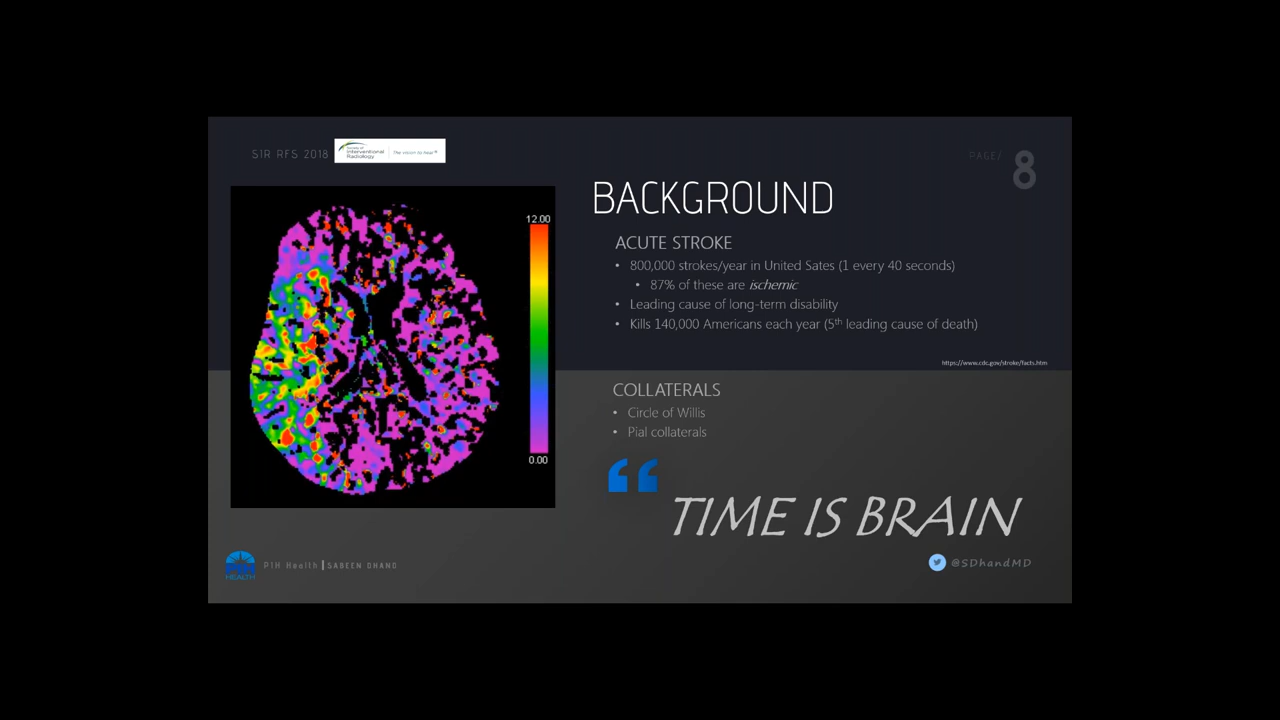 SIR RFS 2018
Society of
Interventional
Radiology
The vision to heal™
PAGE/
8
BACKGROUND
12.00
0.00
ACUTE STROKE
• 800,000 strokes/year in United Sates (1 every 40 seconds)
• 87% of these are ischemic
• Leading cause of long-term disability
• Kills 140,000 Americans each year (5th leading cause of death)
https://www.cdc.gov/stroke/facts.htm
COLLATERALS
• Circle of Willis
• Pial collaterals
“
TIME IS BRAIN
PIH
HEALTH
PIH Health | SABEEN DHAND
@SDhandMD